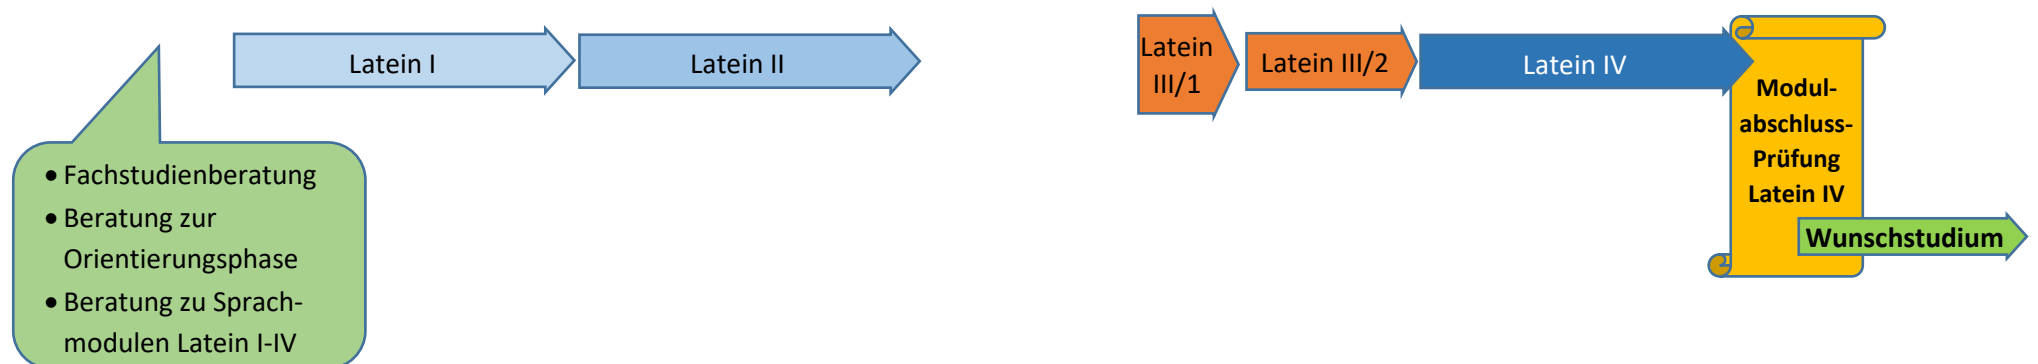 Latein I
Latein II
Latein
III/1
Latein III/2
Latein IV
Modul-
abschluss-
Prüfung
Latein IV
Wunschstudium
• Fachstudienberatung
• Beratung zur
Orientierungsphase
• Beratung zu Sprach-
modulen Latein I-IV